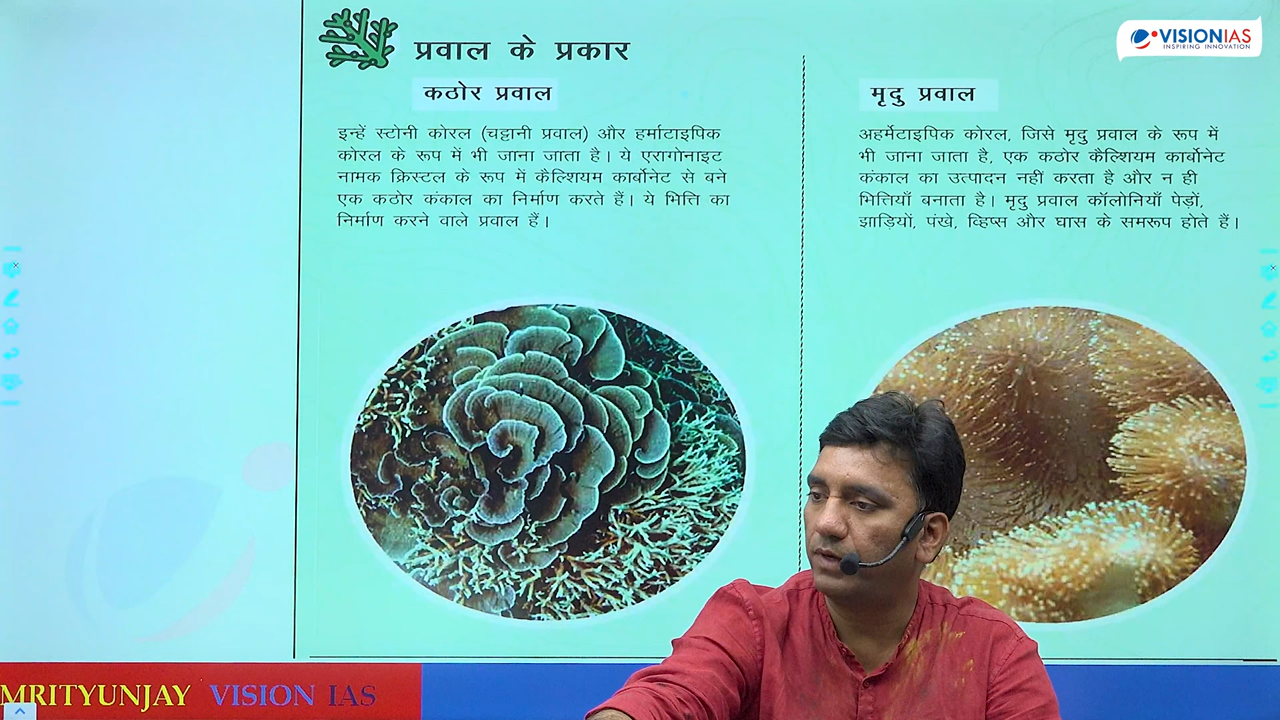 प्रवाल के प्रकार
कठोर प्रवाल
इन्हें स्टोनी कोरल (चट्टानी प्रवाल) और हर्माटाइपिक
कोरल के रूप में भी जाना जाता है। ये एरागोनाइट
नामक क्रिस्टल के रूप में कैल्शियम कार्बोनेट से बने
एक कठोर कंकाल का निर्माण करते हैं। ये भित्ति का
निर्माण करने वाले प्रवाल हैं।
मृदु प्रवाल
अहर्मेटाइपिक कोरल, जिसे मृदु प्रवाल के रूप में
भी जाना जाता है, एक कठोर कैल्शियम कार्बोनेट
कंकाल का उत्पादन नहीं करता है और न ही
भित्तियाँ बनाता है। मृदु प्रवाल कॉलोनियाँ पेड़ों,
झाड़ियों, पंखे, व्हिप्स और घास के समरूप होते हैं।
VISIONIAS
INSPIRING INNOVATION
MRITYUNJAY VISION IAS